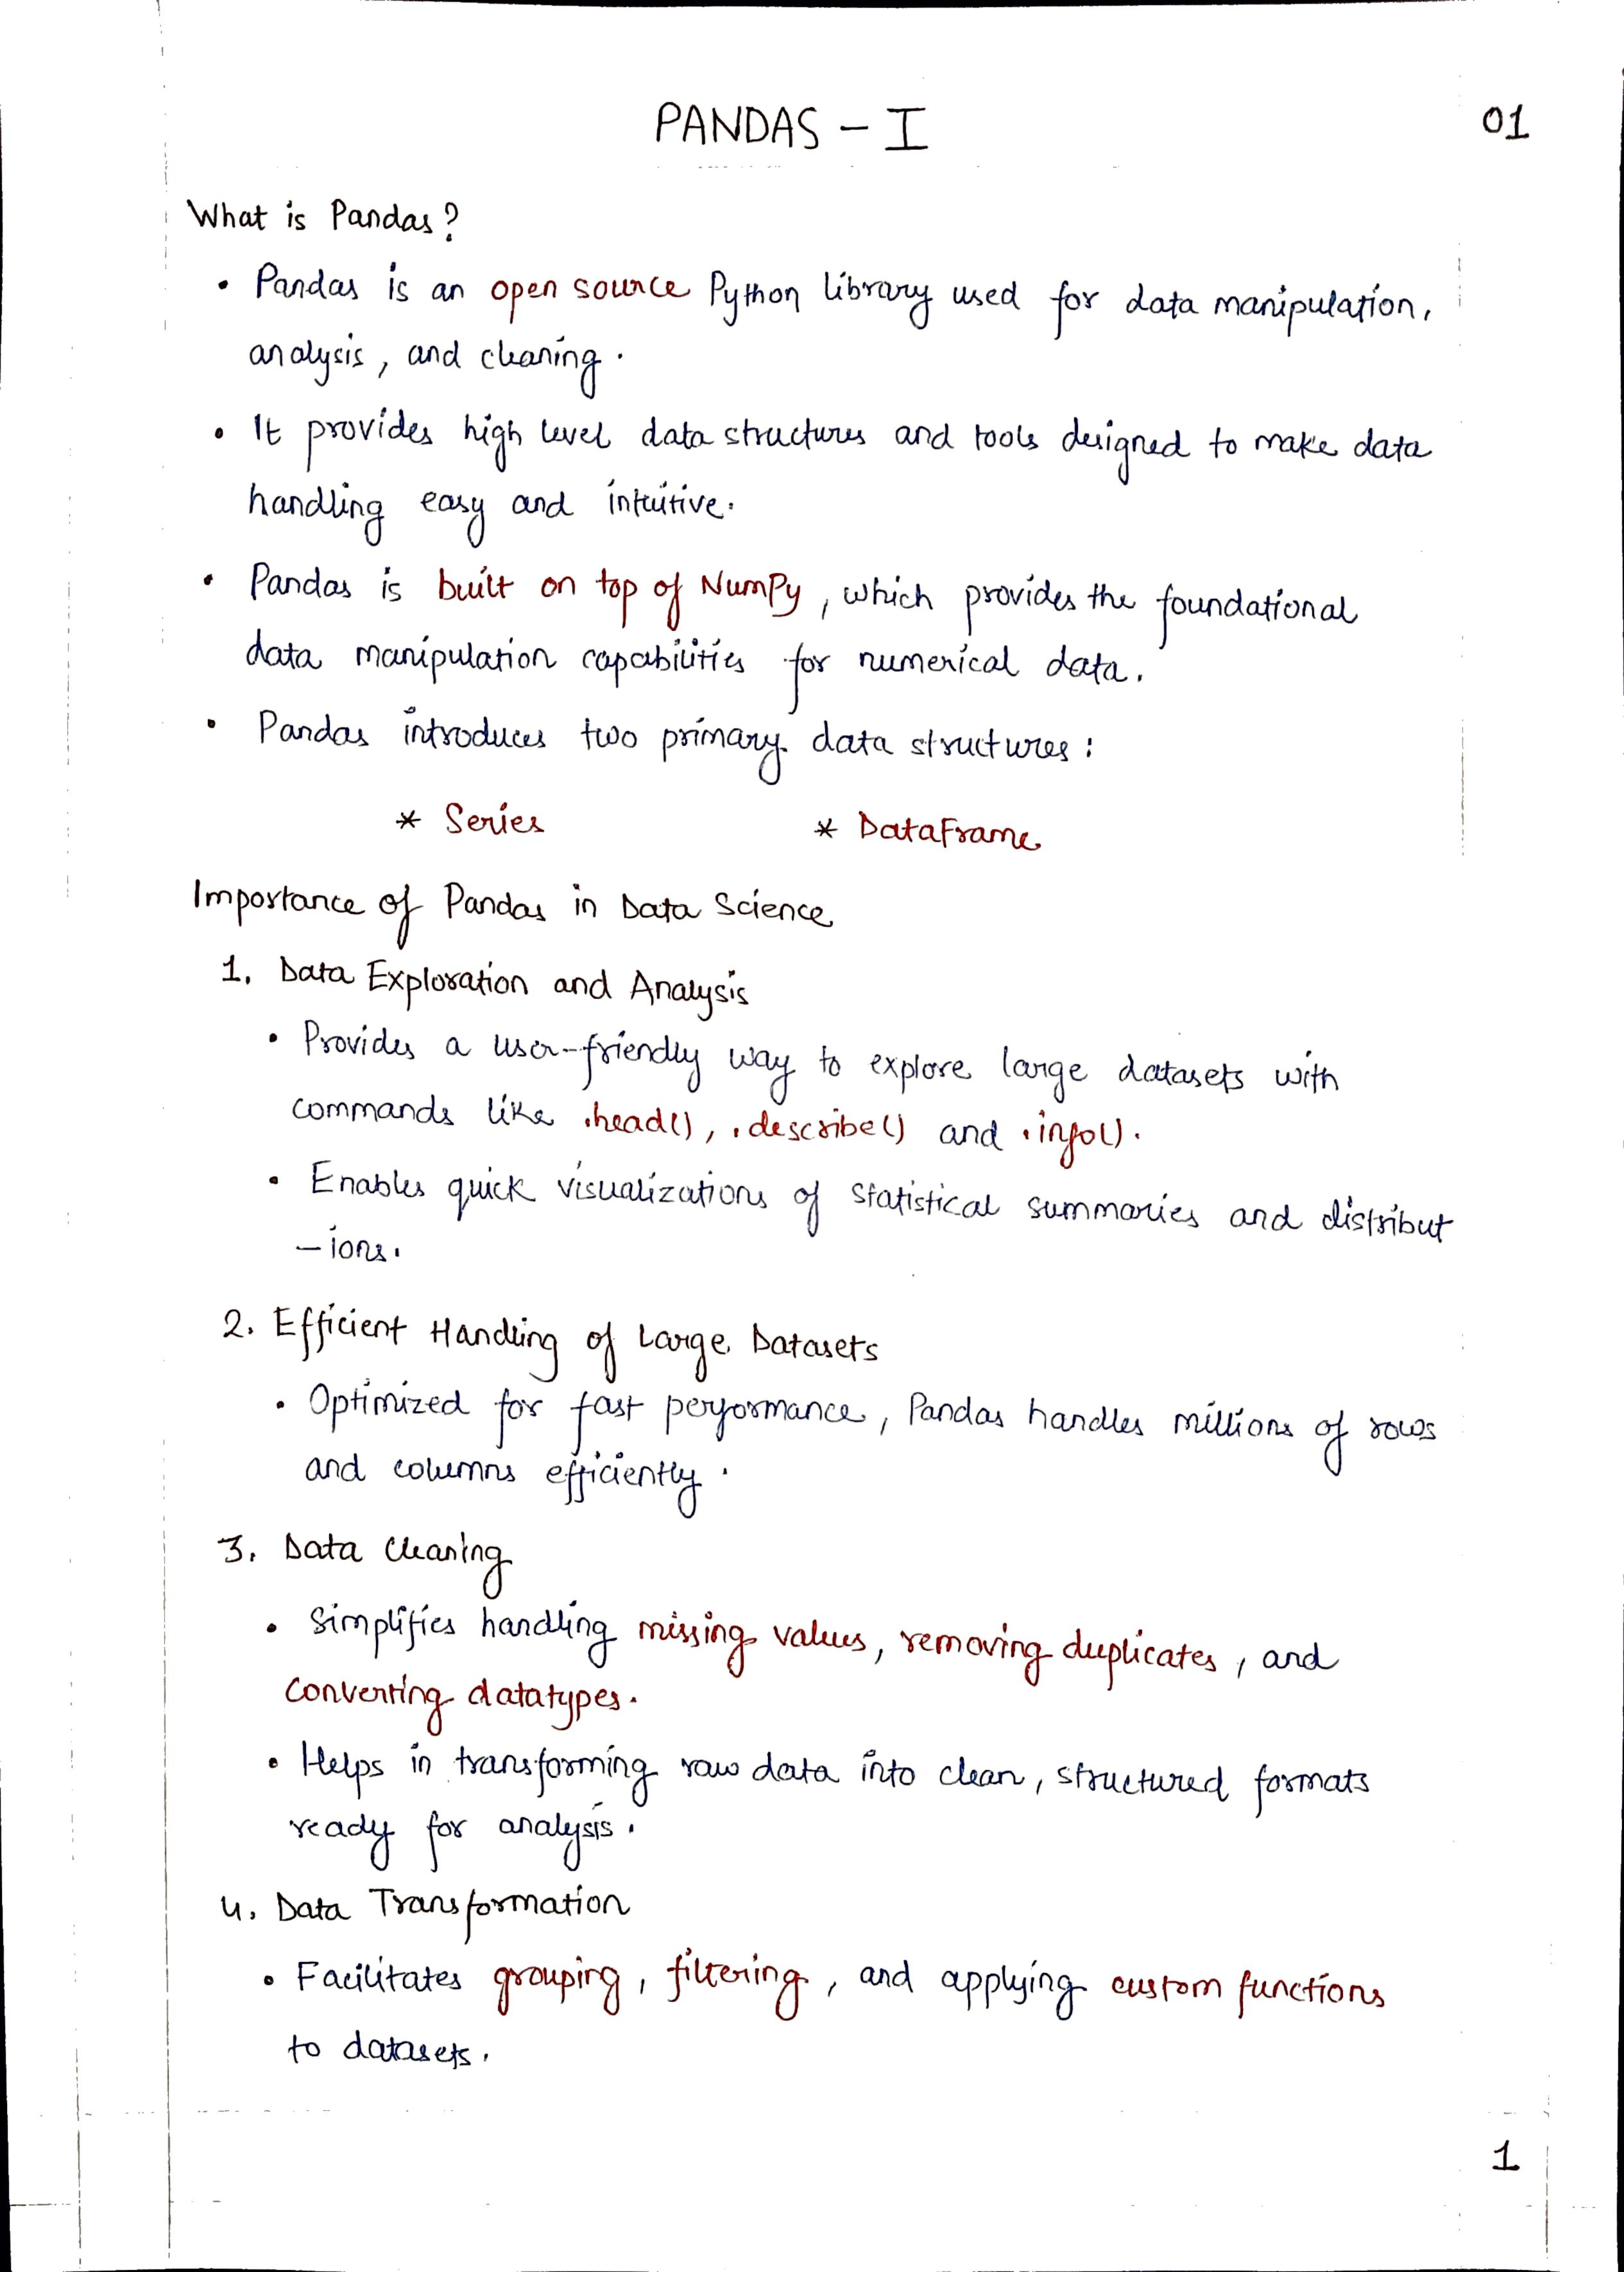 PANDAS - I
01
What is Pandas?
• Pandas is an open source Python library used for data manipulation,
analysis, and cleaning.
• It provides high level data structures and tools designed to make data
handling easy and intuitive.
• Pandas is built on top of NumPy, which provides the foundational
data manipulation capabilities for numerical data.
• Pandas introduces two primary data structures:
* Series * DataFrame
Importance of Pandas in Data Science
1. Data Exploration and Analysis
• Provides a user-friendly way to explore large datasets with
commands like .head(), .describe() and .info().
• Enables quick visualizations of statistical summaries and distribut
-ions.
2. Efficient Handling of Large Datasets
• Optimized for fast performance, Pandas handles millions of rows
and columns efficiently.
3. Data Cleaning
• Simplifies handling missing values, removing duplicates, and
converting datatypes.
• Helps in transforming raw data into clean, structured formats
ready for analysis.
4. Data Transformation
• Facilitates grouping, filtering, and applying custom functions
to datasets.
1